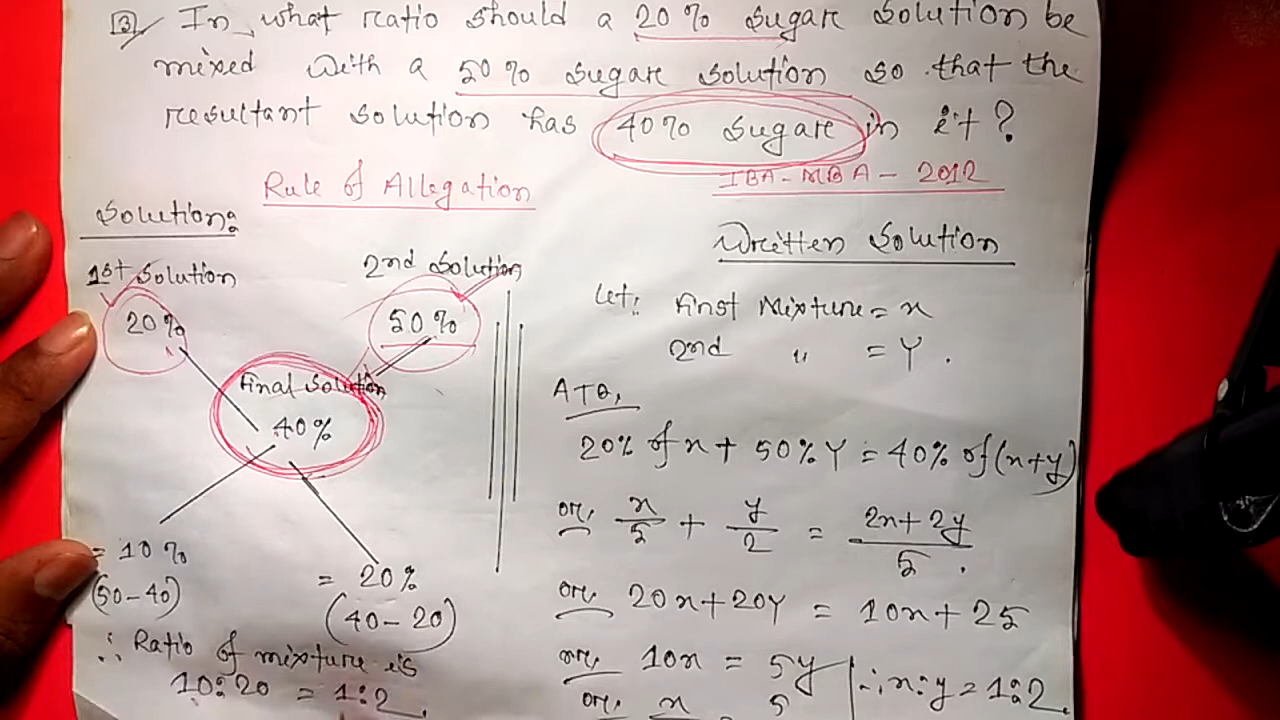 3/ In what ratio should a 20% sugar solution be
mixed with a 50% sugar solution so that the
resultant solution has 40% sugar in it?
IBA-MBA-2012
Rule of Allegation
Solution:
1st Solution
2nd Solution
20%
50%
Final Solution
40%
= 10%
(50-40)
= 20%
(40-20)
∴ Ratio of mixture is
10:20 = 1:2.
Written Solution
Let: First Mixture = x
2nd " = Y.
ATQ,
20% of x + 50% Y = 40% of (x+y)
or, x/5 + y/2 = 2x+2y/5.
or, 20x+20Y = 10x+25
or, 10x = 5y
∴ x:y = 1:2.
or, x 5